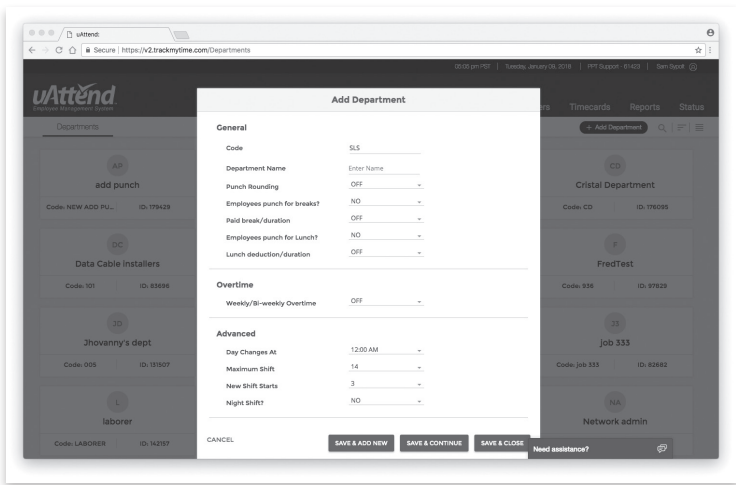 uAttend:
Secure | https://v2.trackmytime.com/Departments
05:05 pm PST | Tuesday, January 09, 2018 | PPT Support - 61423 | Sam Sypolt
uAttend
Employee Management System
ers Timecards Reports Status
Departments
+ Add Department
Add Department
General
Code SLS
Department Name Enter Name
Punch Rounding OFF
Employees punch for breaks? NO
Paid break/duration OFF
Employees punch for Lunch? NO
Lunch deduction/duration OFF
Overtime
Weekly/Bi-weekly Overtime OFF
Advanced
Day Changes At 12:00 AM
Maximum Shift 14
New Shift Starts 3
Night Shift? NO
CANCEL SAVE & ADD NEW SAVE & CONTINUE SAVE & CLOSE
AP
add punch
Code: NEW ADD PU... ID: 179429
CD
Cristal Department
Code: CD ID: 176095
DC
Data Cable Installers
Code: 101 ID: 63696
F
FredTest
Code: 936 ID: 97829
JD
Jhovanny's dept
Code: 005 ID: 131507
J3
job 333
Code: job 333 ID: 82682
L
laborer
Code: LABORER ID: 142157
NA
Network admin
Need assistance?